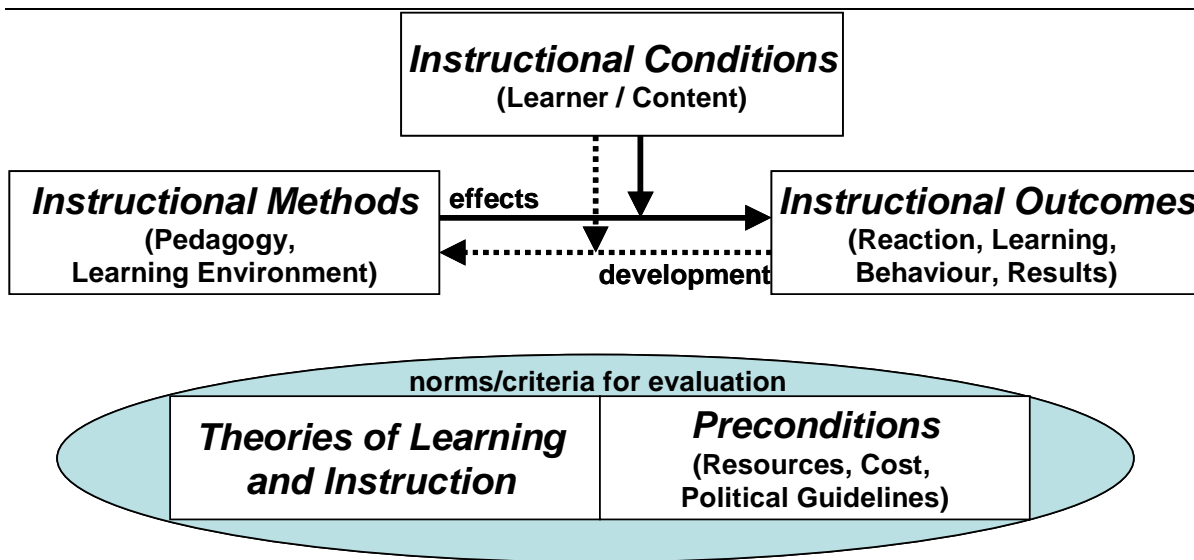 Instructional Conditions
(Learner / Content)
Instructional Methods
(Pedagogy,
Learning Environment)
effects
development
Instructional Outcomes
(Reaction, Learning,
Behaviour, Results)
norms/criteria for evaluation
Theories of Learning
and Instruction
Preconditions
(Resources, Cost,
Political Guidelines)